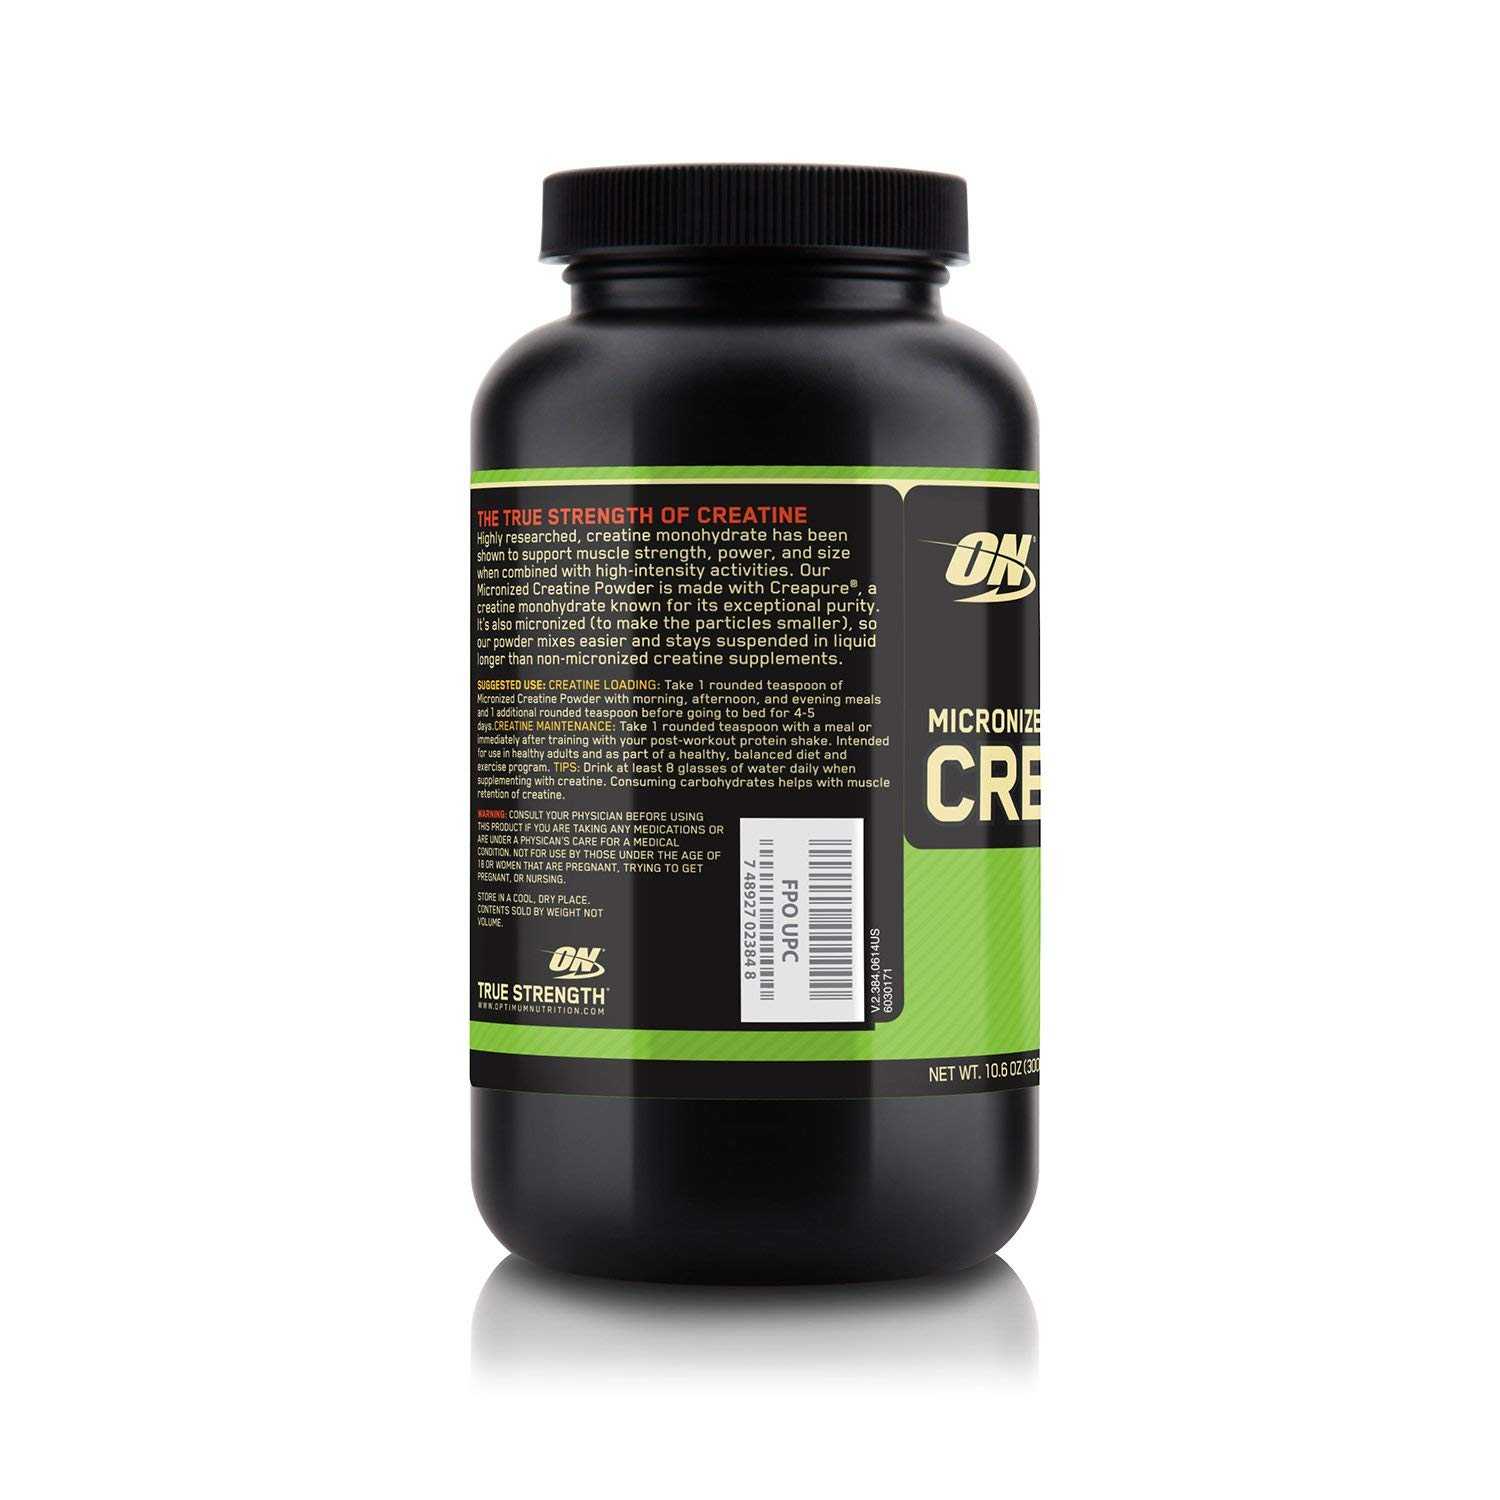 THE TRUE STRENGTH OF CREATINE
Highly researched, creatine monohydrate has been
shown to support muscle strength, power, and size
when combined with high-intensity activities. Our
Micronized Creatine Powder is made with Creapure®, a
creatine monohydrate known for its exceptional purity.
It's also micronized (to make the particles smaller), so
our powder mixes easier and stays suspended in liquid
longer than non-micronized creatine supplements.
SUGGESTED USE: CREATINE LOADING: Take 1 rounded teaspoon of
Micronized Creatine Powder with morning, afternoon, and evening meals
and 1 additional rounded teaspoon before going to bed for 4-5
days.CREATINE MAINTENANCE: Take 1 rounded teaspoon with a meal or
immediately after training with your post-workout protein shake. Intended
for use in healthy adults and as part of a healthy, balanced diet and
exercise program. TIPS: Drink at least 8 glasses of water daily when
supplementing with creatine. Consuming carbohydrates helps with muscle
retention of creatine.
WARNING: CONSULT YOUR PHYSICIAN BEFORE USING
THIS PRODUCT IF YOU ARE TAKING ANY MEDICATIONS OR
ARE UNDER A PHYSICAN'S CARE FOR A MEDICAL
CONDITION. NOT FOR USE BY THOSE UNDER THE AGE OF
18 OR WOMEN THAT ARE PREGNANT, TRYING TO GET
PREGNANT, OR NURSING.
STORE IN A COOL, DRY PLACE.
CONTENTS SOLD BY WEIGHT NOT
VOLUME.
ON
TRUE STRENGTH®
WWW.OPTIMUMNUTRITION.COM
FPO UPC
7 48927 02384 8
V.2.384.0614US
6030171
ON®
MICRONIZE
CRE
NET WT. 10.6 OZ (300